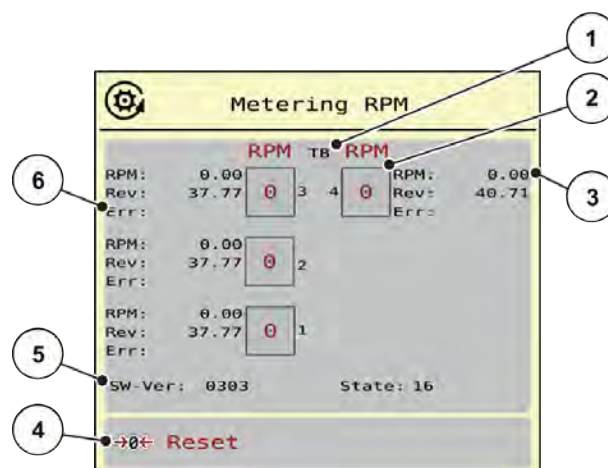 1
Metering RPM
2
RPM TB RPM
RPM: 0.00 RPM: 0.00
6 Rev: 37.77 0 3 4 0 Rev: 40.71 3
Err: Err:
RPM: 0.00
Rev: 37.77 0 2
Err:
RPM: 0.00
Rev: 37.77 0 1
Err:
5
SW-Ver: 0303 State: 16
4 →0← Reset